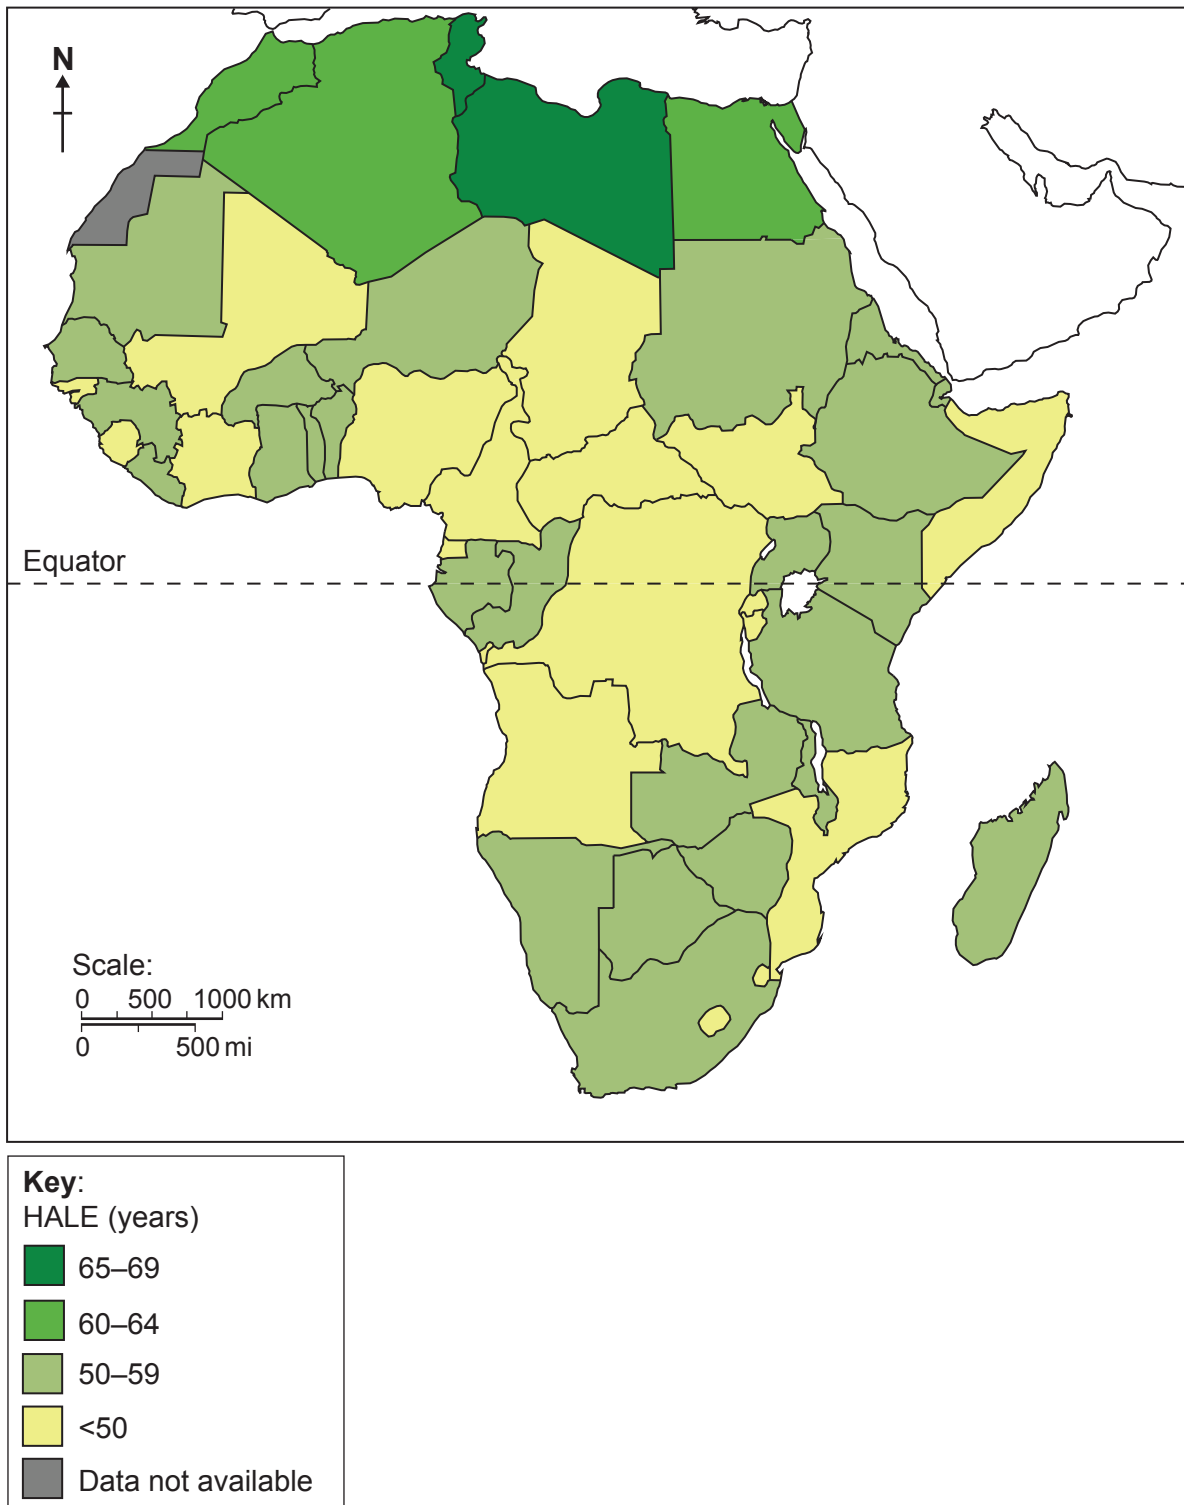 N
Equator
Scale:
0 500 1000 km
0 500 mi
Key:
HALE (years)
65–69
60–64
50–59
<50
Data not available